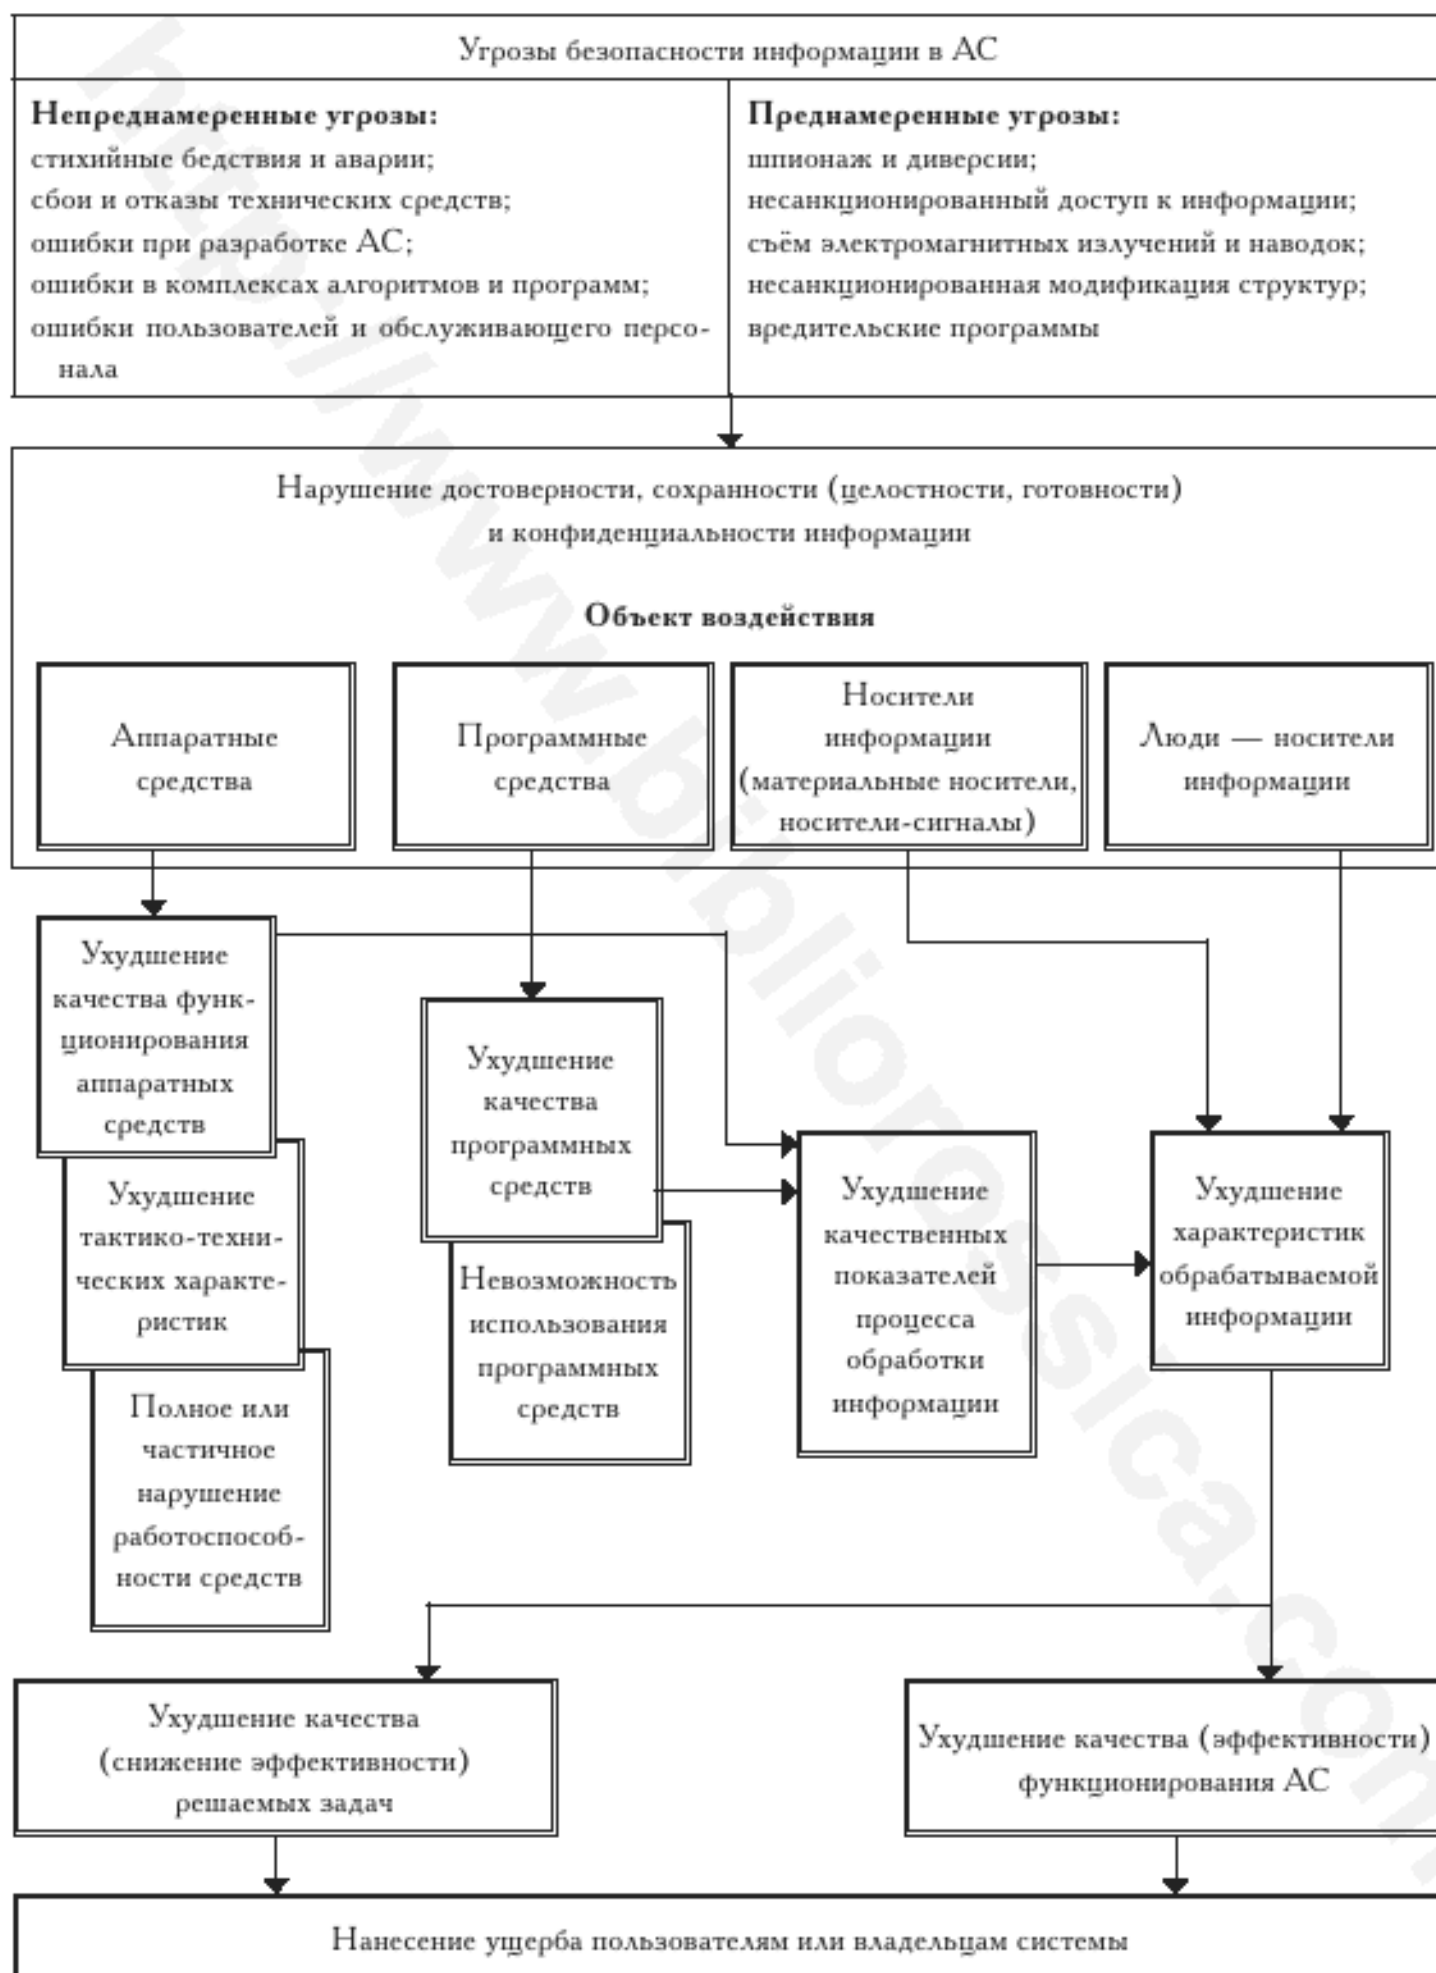 Угрозы безопасности информации в АС
Непреднамеренные угрозы:
стихийные бедствия и аварии;
сбои и отказы технических средств;
ошибки при разработке АС;
ошибки в комплексах алгоритмов и программ;
ошибки пользователей и обслуживающего персо-
нала
Преднамеренные угрозы:
шпионаж и диверсии;
несанкционированный доступ к информации;
съём электромагнитных излучений и наводок;
несанкционированная модификация структур;
вредительские программы
Нарушение достоверности, сохранности (целостности, готовности)
и конфиденциальности информации
Объект воздействия
Аппаратные
средства
Программные
средства
Носители
информации
(материальные носители,
носители-сигналы)
Люди — носители
информации
Ухудшение
качества функ-
ционирования
аппаратных
средств
Ухудшение
тактико-техни-
ческих характе-
ристик
Полное или
частичное
нарушение
работоспособ-
ности средств
Ухудшение
качества
программных
средств
Невозможность
использования
программных
средств
Ухудшение
качественных
показателей
процесса
обработки
информации
Ухудшение
характеристик
обрабатываемой
информации
Ухудшение качества
(снижение эффективности)
решаемых задач
Ухудшение качества (эффективности)
функционирования АС
Нанесение ущерба пользователям или владельцам системы
http://www.bibliorossica.com